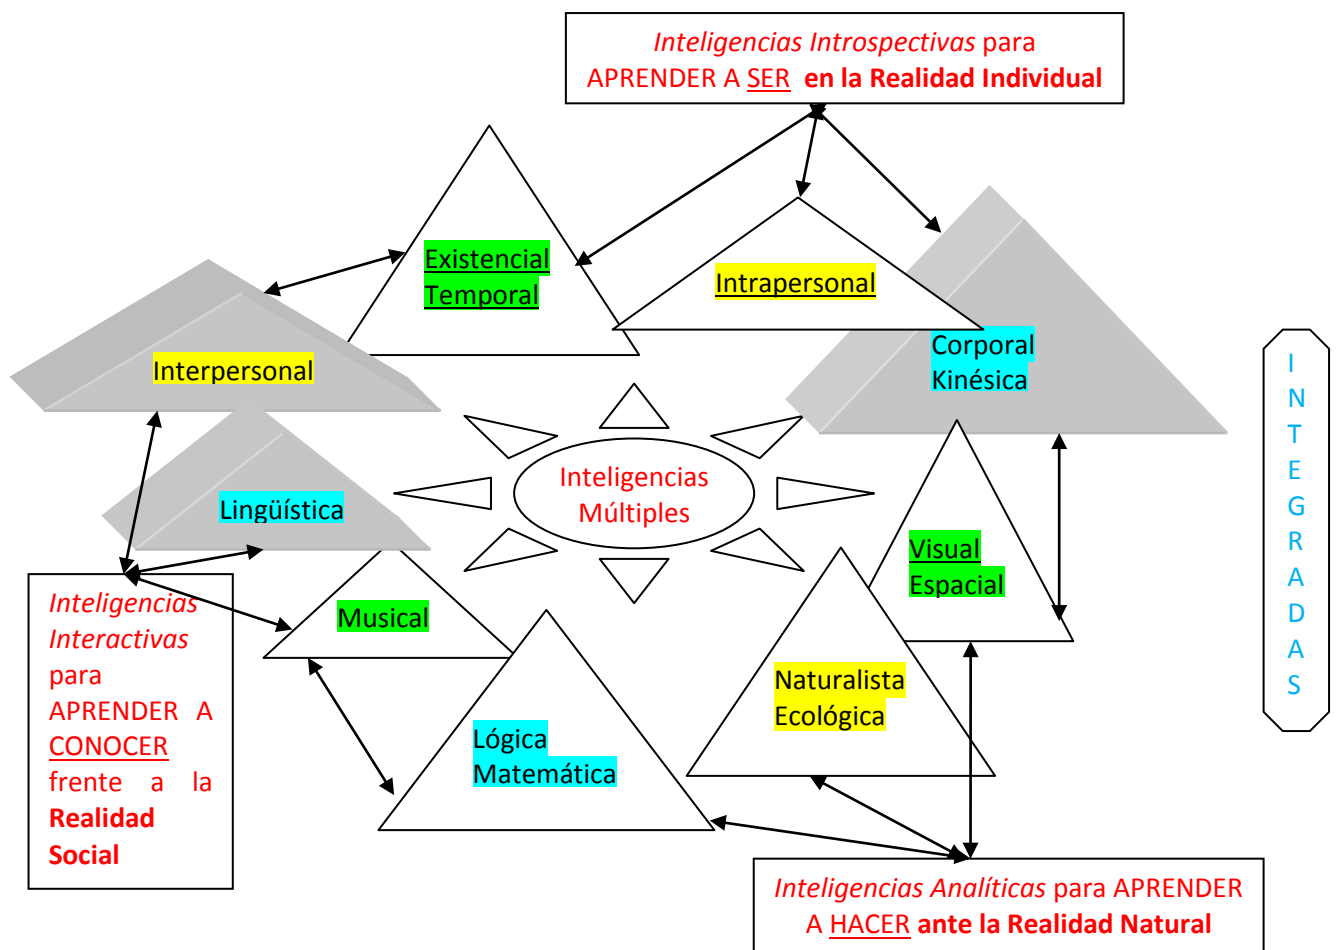 Inteligencias Introspectivas para
APRENDER A SER en la Realidad Individual
Existencial
Temporal
Intrapersonal
Corporal
Kinésica
Interpersonal
Lingüística
Inteligencias
Múltiples
Visual
Espacial
Musical
Naturalista
Ecológica
Lógica
Matemática
Inteligencias
Interactivas
para
APRENDER A
CONOCER
frente a la
Realidad
Social
Inteligencias Analíticas para APRENDER
A HACER ante la Realidad Natural
I
N
T
E
G
R
A
D
A
S